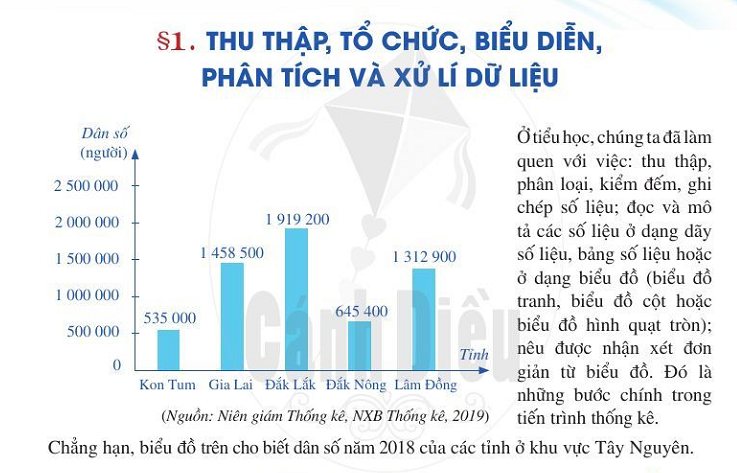 §1. THU THẬP, TỔ CHỨC, BIỂU DIỄN,
PHÂN TÍCH VÀ XỬ LÍ DỮ LIỆU
Dân số
(người)
2 500 000
2 000 000
1 500 000
1 000 000
500 000
0
535 000
1 458 500
1 919 200
645 400
1 312 900
Tỉnh
Kon Tum Gia Lai Đắk Lắk Đắk Nông Lâm Đồng
(Nguồn: Niên giám Thống kê, NXB Thống kê, 2019)
Ở tiểu học, chúng ta đã làm
quen với việc: thu thập,
phân loại, kiểm đếm, ghi
chép số liệu; đọc và mô
tả các số liệu ở dạng dãy
số liệu, bảng số liệu hoặc
ở dạng biểu đồ (biểu đồ
tranh, biểu đồ cột hoặc
biểu đồ hình quạt tròn);
nêu được nhận xét đơn
giản từ biểu đồ. Đó là
những bước chính trong
tiến trình thống kê.
Chẳng hạn, biểu đồ trên cho biết dân số năm 2018 của các tỉnh ở khu vực Tây Nguyên.
Cánh Diều